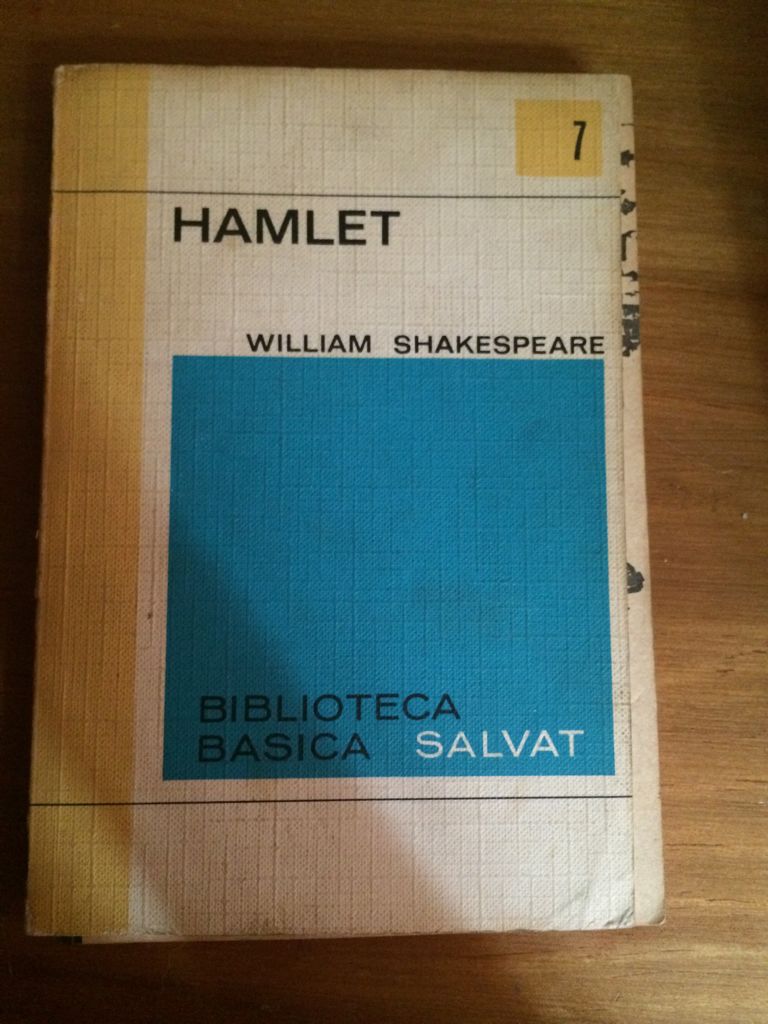 7
HAMLET
WILLIAM SHAKESPEARE
BIBLIOTECA
BASICA SALVAT